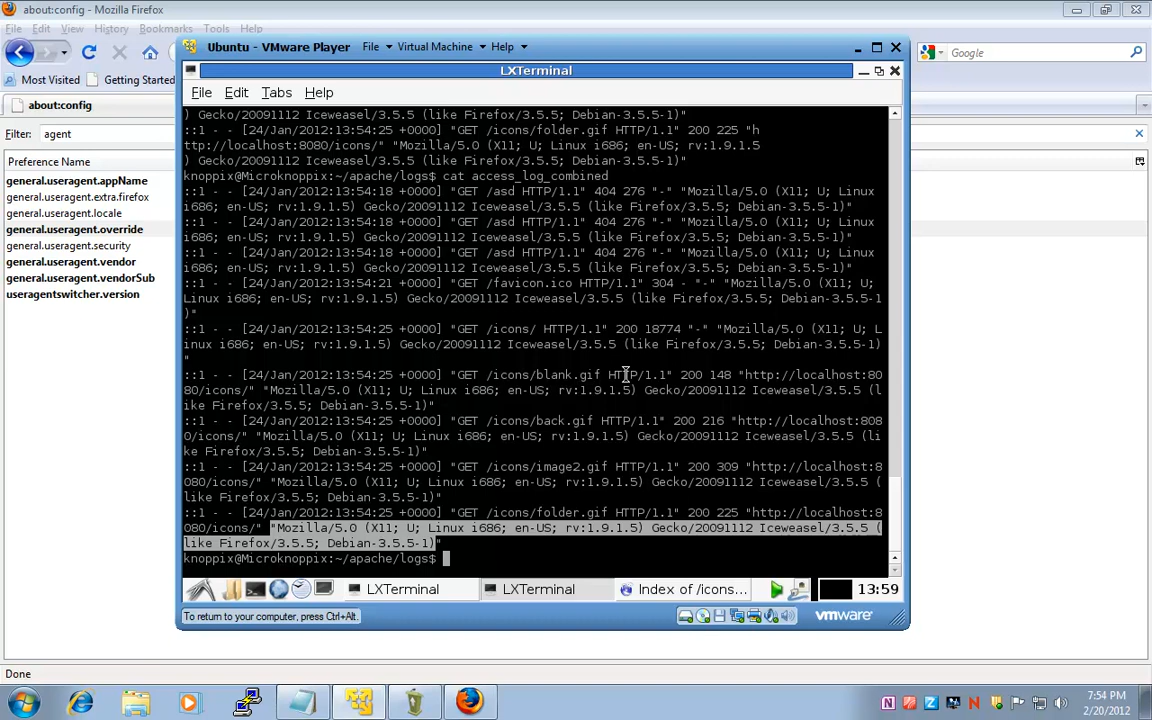 about:config - Mozilla Firefox
File Edit View History Bookmarks Tools Help
Google
Most Visited Getting Started
about:config
Filter: agent
Preference Name
general.useragent.appName
general.useragent.extra.firefox
general.useragent.locale
general.useragent.override
general.useragent.security
general.useragent.vendor
general.useragent.vendorSub
useragentswitcher.version
Ubuntu - VMware Player File Virtual Machine Help
LXTerminal
File Edit Tabs Help
) Gecko/20091112 Iceweasel/3.5.5 (like Firefox/3.5.5; Debian-3.5.5-1)"
::1 - - [24/Jan/2012:13:54:25 +0000] "GET /icons/folder.gif HTTP/1.1" 200 225 "h
ttp://localhost:8080/icons/" "Mozilla/5.0 (X11; U; Linux i686; en-US; rv:1.9.1.5
) Gecko/20091112 Iceweasel/3.5.5 (like Firefox/3.5.5; Debian-3.5.5-1)"
knoppix@Microknoppix:~/apache/logs$ cat access_log_combined
::1 - - [24/Jan/2012:13:54:18 +0000] "GET /asd HTTP/1.1" 404 276 "-" "Mozilla/5.0 (X11; U; Linux
i686; en-US; rv:1.9.1.5) Gecko/20091112 Iceweasel/3.5.5 (like Firefox/3.5.5; Debian-3.5.5-1)"
::1 - - [24/Jan/2012:13:54:18 +0000] "GET /asd HTTP/1.1" 404 276 "-" "Mozilla/5.0 (X11; U; Linux
i686; en-US; rv:1.9.1.5) Gecko/20091112 Iceweasel/3.5.5 (like Firefox/3.5.5; Debian-3.5.5-1)"
::1 - - [24/Jan/2012:13:54:18 +0000] "GET /asd HTTP/1.1" 404 276 "-" "Mozilla/5.0 (X11; U; Linux
i686; en-US; rv:1.9.1.5) Gecko/20091112 Iceweasel/3.5.5 (like Firefox/3.5.5; Debian-3.5.5-1)"
::1 - - [24/Jan/2012:13:54:21 +0000] "GET /favicon.ico HTTP/1.1" 304 - "-" "Mozilla/5.0 (X11; U;
Linux i686; en-US; rv:1.9.1.5) Gecko/20091112 Iceweasel/3.5.5 (like Firefox/3.5.5; Debian-3.5.5-1
)"
::1 - - [24/Jan/2012:13:54:25 +0000] "GET /icons/ HTTP/1.1" 200 18774 "-" "Mozilla/5.0 (X11; U; L
inux i686; en-US; rv:1.9.1.5) Gecko/20091112 Iceweasel/3.5.5 (like Firefox/3.5.5; Debian-3.5.5-1)
"
::1 - - [24/Jan/2012:13:54:25 +0000] "GET /icons/blank.gif HTTP/1.1" 200 148 "http://localhost:80
80/icons/" "Mozilla/5.0 (X11; U; Linux i686; en-US; rv:1.9.1.5) Gecko/20091112 Iceweasel/3.5.5 (l
ike Firefox/3.5.5; Debian-3.5.5-1)"
::1 - - [24/Jan/2012:13:54:25 +0000] "GET /icons/back.gif HTTP/1.1" 200 216 "http://localhost:808
0/icons/" "Mozilla/5.0 (X11; U; Linux i686; en-US; rv:1.9.1.5) Gecko/20091112 Iceweasel/3.5.5 (li
ke Firefox/3.5.5; Debian-3.5.5-1)"
::1 - - [24/Jan/2012:13:54:25 +0000] "GET /icons/image2.gif HTTP/1.1" 200 309 "http://localhost:8
080/icons/" "Mozilla/5.0 (X11; U; Linux i686; en-US; rv:1.9.1.5) Gecko/20091112 Iceweasel/3.5.5 (
like Firefox/3.5.5; Debian-3.5.5-1)"
::1 - - [24/Jan/2012:13:54:25 +0000] "GET /icons/folder.gif HTTP/1.1" 200 225 "http://localhost:8
080/icons/" "Mozilla/5.0 (X11; U; Linux i686; en-US; rv:1.9.1.5) Gecko/20091112 Iceweasel/3.5.5 (
like Firefox/3.5.5; Debian-3.5.5-1)"
knoppix@Microknoppix:~/apache/logs$
LXTerminal LXTerminal Index of /icons... 13:59
To return to your computer, press Ctrl+Alt. vmware
Done
7:54 PM
2/20/2012